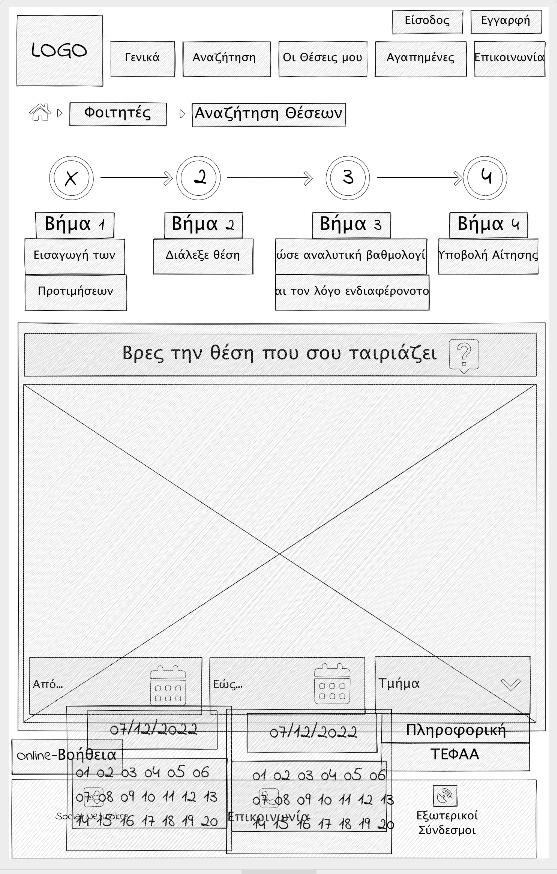 Είσοδος Εγγραφή
LOGO
Γενικά Αναζήτηση Οι Θέσεις μου Αγαπημένες Επικοινωνία
Φοιτητές Αναζήτηση Θέσεων
X 2 3 4
Βήμα 1 Βήμα 2 Βήμα 3 Βήμα 4
Εισαγωγή των Διάλεξε θέση ώσε αναλυτική βαθμολογί Υποβολή Αίτησης
Προτιμήσεων αι τον λόγο ενδιαφέρονοτο
Βρες την θέση που σου ταιριάζει ?
Από... Εώς... Τμήμα
07/12/2022 07/12/2022 Πληροφορική
online-Βοήθεια ΤΕΦΑΑ
01 02 03 04 05 06 01 02 03 04 05 06
07 08 09 10 11 12 13 07 08 09 10 11 12 13
14 15 16 17 18 19 20 Επικοινωνία 14 15 16 17 18 19 20 Εξωτερικοί
Σύνδεσμοι